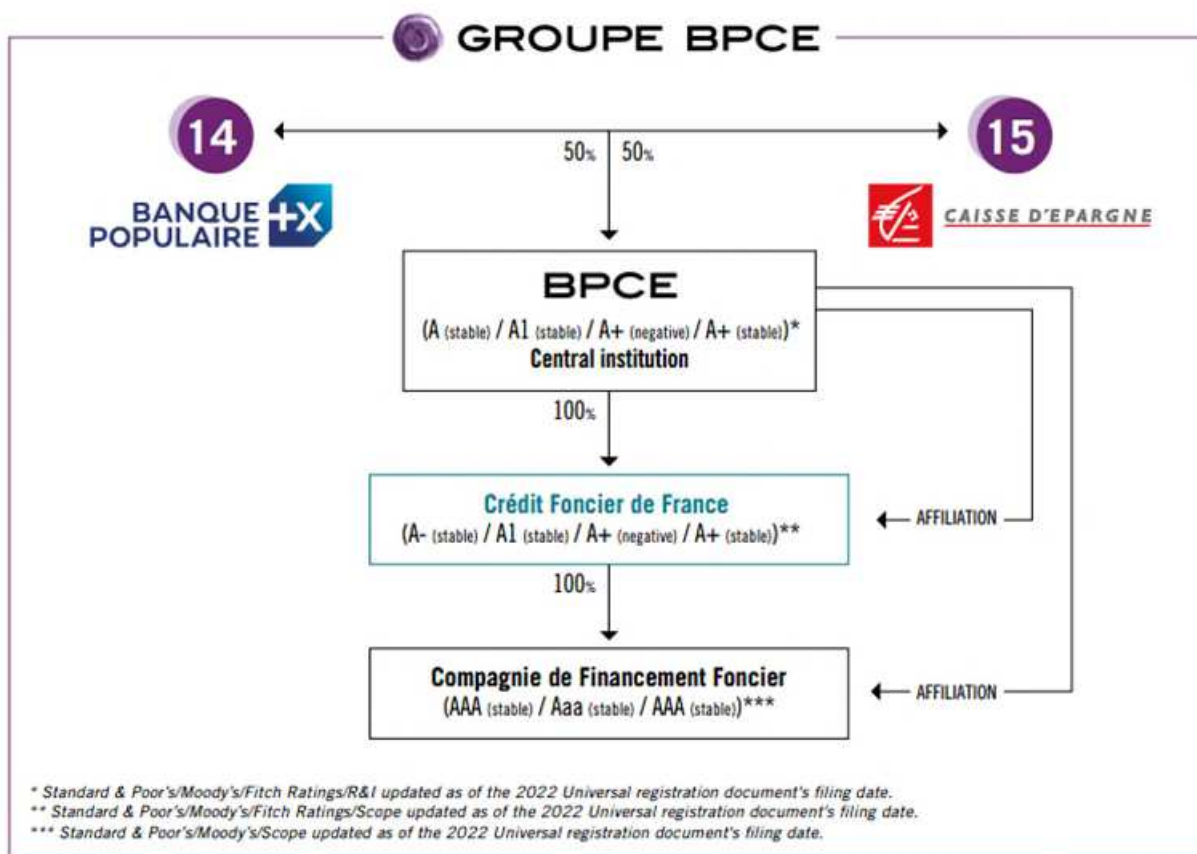 GROUPE BPCE
14
15
50% 50%
BANQUE
POPULAIRE
+X
CAISSE D'EPARGNE
BPCE
(A (stable) / A1 (stable) / A+ (negative) / A+ (stable))*
Central institution
100%
Crédit Foncier de France
(A- (stable) / A1 (stable) / A+ (negative) / A+ (stable))**
AFFILIATION
100%
Compagnie de Financement Foncier
(AAA (stable) / Aaa (stable) / AAA (stable))***
AFFILIATION
* Standard & Poor's/Moody's/Fitch Ratings/R&I updated as of the 2022 Universal registration document's filing date.
** Standard & Poor's/Moody's/Fitch Ratings/Scope updated as of the 2022 Universal registration document's filing date.
*** Standard & Poor's/Moody's/Scope updated as of the 2022 Universal registration document's filing date.